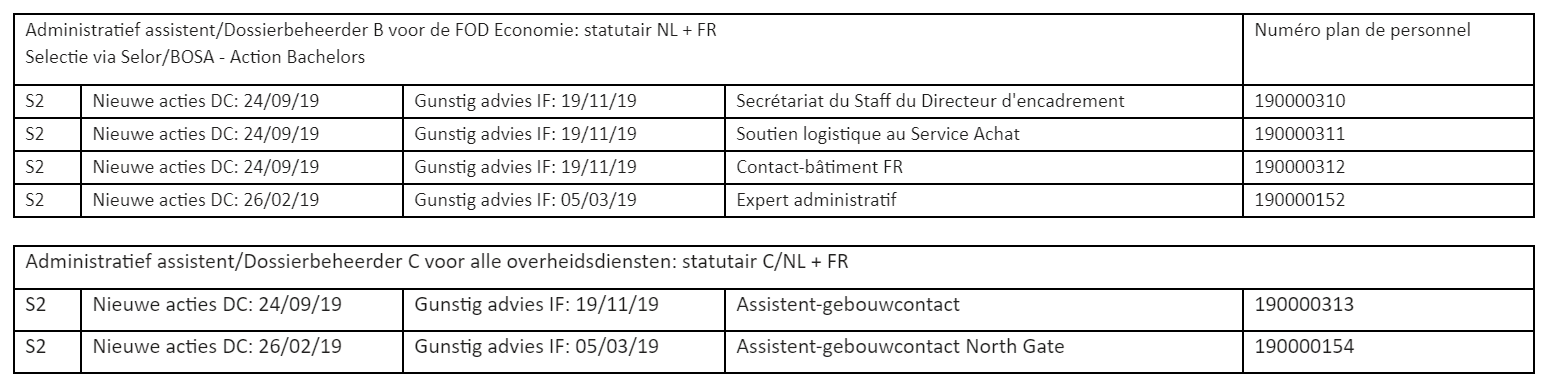 Administratief assistent/Dossierbeheerder B voor de FOD Economie: statutair NL + FR Numéro plan de personnel
Selectie via Selor/BOSA - Action Bachelors
S2 Nieuwe acties DC: 24/09/19 Gunstig advies IF: 19/11/19 Secrétariat du Staff du Directeur d'encadrement 190000310
S2 Nieuwe acties DC: 24/09/19 Gunstig advies IF: 19/11/19 Soutien logistique au Service Achat 190000311
S2 Nieuwe acties DC: 24/09/19 Gunstig advies IF: 19/11/19 Contact-bâtiment FR 190000312
S2 Nieuwe acties DC: 26/02/19 Gunstig advies IF: 05/03/19 Expert administratif 190000152
Administratief assistent/Dossierbeheerder C voor alle overheidsdiensten: statutair C/NL + FR
S2 Nieuwe acties DC: 24/09/19 Gunstig advies IF: 19/11/19 Assistent-gebouwcontact 190000313
S2 Nieuwe acties DC: 26/02/19 Gunstig advies IF: 05/03/19 Assistent-gebouwcontact North Gate 190000154